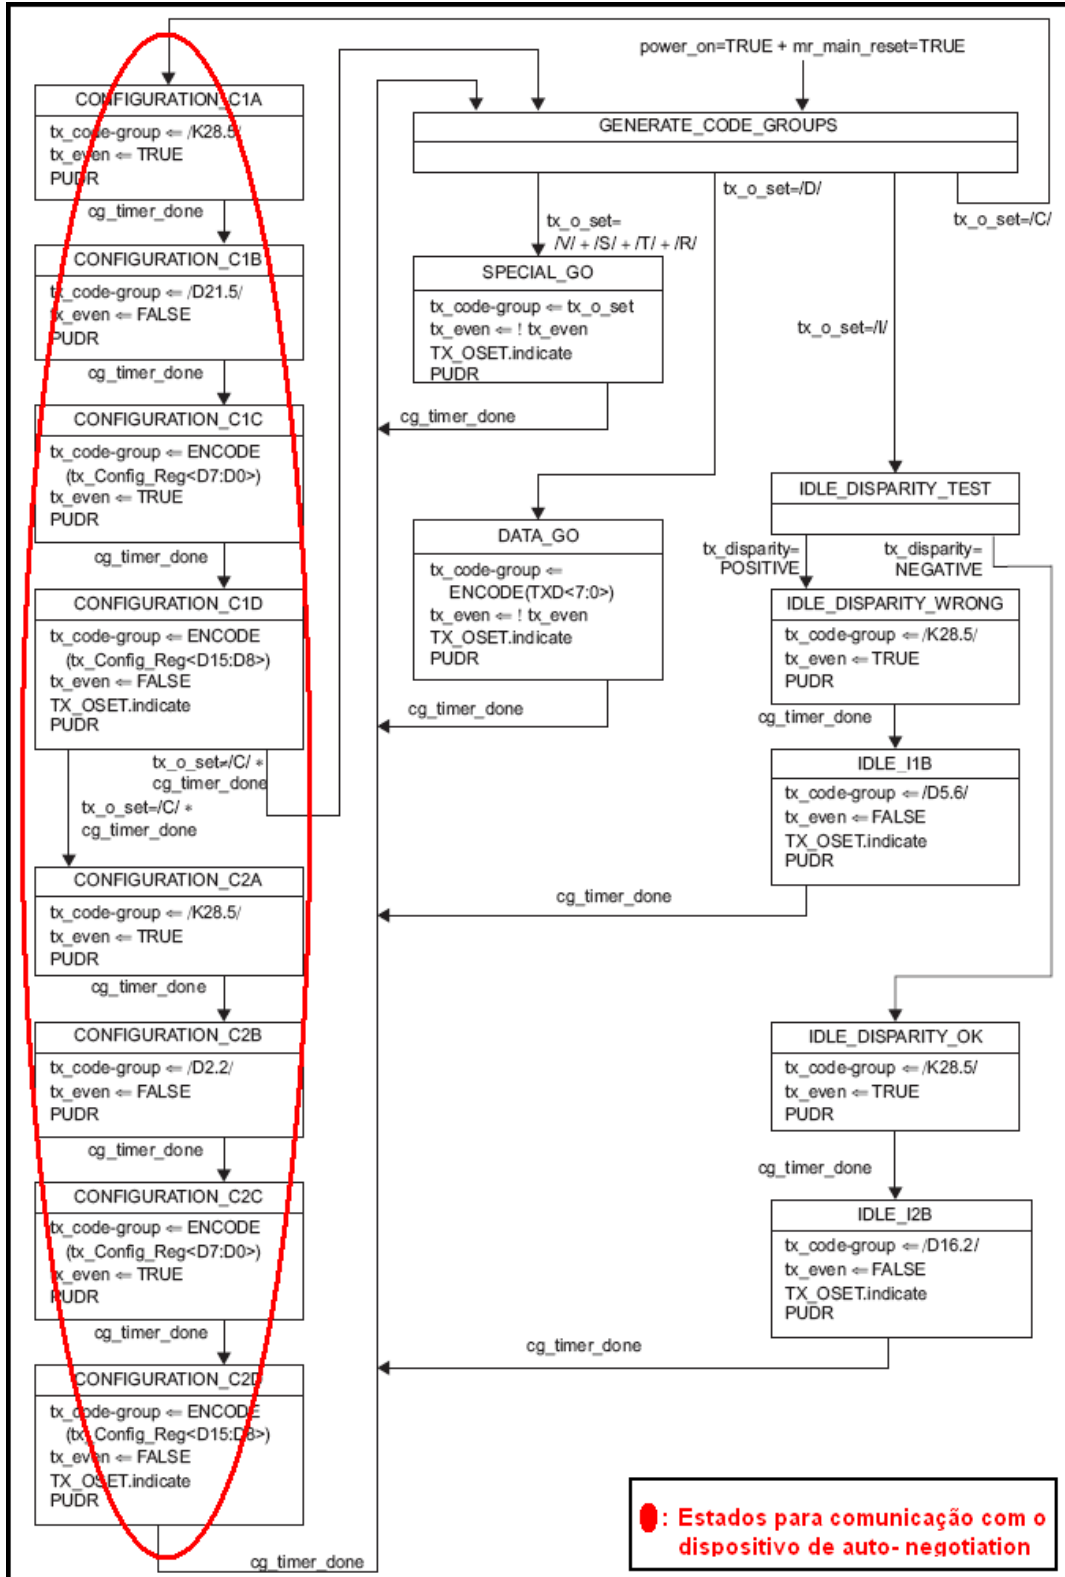 power_on=TRUE + mr_main_reset=TRUE
CONFIGURATION_C1A
tx_code-group ⇐ /K28.5/
tx_even ⇐ TRUE
PUDR
cg_timer_done
CONFIGURATION_C1B
tx_code-group ⇐ /D21.5/
tx_even ⇐ FALSE
PUDR
cg_timer_done
CONFIGURATION_C1C
tx_code-group ⇐ ENCODE
(tx_Config_Reg<D7:D0>)
tx_even ⇐ TRUE
PUDR
cg_timer_done
CONFIGURATION_C1D
tx_code-group ⇐ ENCODE
(tx_Config_Reg<D15:D8>)
tx_even ⇐ FALSE
TX_OSET.indicate
PUDR
tx_o_set≠/C/ *
cg_timer_done
tx_o_set=/C/ *
cg_timer_done
CONFIGURATION_C2A
tx_code-group ⇐ /K28.5/
tx_even ⇐ TRUE
PUDR
cg_timer_done
CONFIGURATION_C2B
tx_code-group ⇐ /D2.2/
tx_even ⇐ FALSE
PUDR
cg_timer_done
CONFIGURATION_C2C
tx_code-group ⇐ ENCODE
(tx_Config_Reg<D7:D0>)
tx_even ⇐ TRUE
PUDR
cg_timer_done
CONFIGURATION_C2D
tx_code-group ⇐ ENCODE
(tx_Config_Reg<D15:D8>)
tx_even ⇐ FALSE
TX_OSET.indicate
PUDR
cg_timer_done
GENERATE_CODE_GROUPS
tx_o_set=
/V/ + /S/ + /T/ + /R/
tx_o_set=/D/
tx_o_set=/I/
tx_o_set=/C/
SPECIAL_GO
tx_code-group ⇐ tx_o_set
tx_even ⇐ ! tx_even
TX_OSET.indicate
PUDR
cg_timer_done
DATA_GO
tx_code-group ⇐
ENCODE(TXD<7:0>)
tx_even ⇐ ! tx_even
TX_OSET.indicate
PUDR
cg_timer_done
IDLE_DISPARITY_TEST
tx_disparity=
POSITIVE
tx_disparity=
NEGATIVE
IDLE_DISPARITY_WRONG
tx_code-group ⇐ /K28.5/
tx_even ⇐ TRUE
PUDR
cg_timer_done
IDLE_I1B
tx_code-group ⇐ /D5.6/
tx_even ⇐ FALSE
TX_OSET.indicate
PUDR
cg_timer_done
IDLE_DISPARITY_OK
tx_code-group ⇐ /K28.5/
tx_even ⇐ TRUE
PUDR
cg_timer_done
IDLE_I2B
tx_code-group ⇐ /D16.2/
tx_even ⇐ FALSE
TX_OSET.indicate
PUDR
cg_timer_done
: Estados para comunicação com o
dispositivo de auto- negotiation